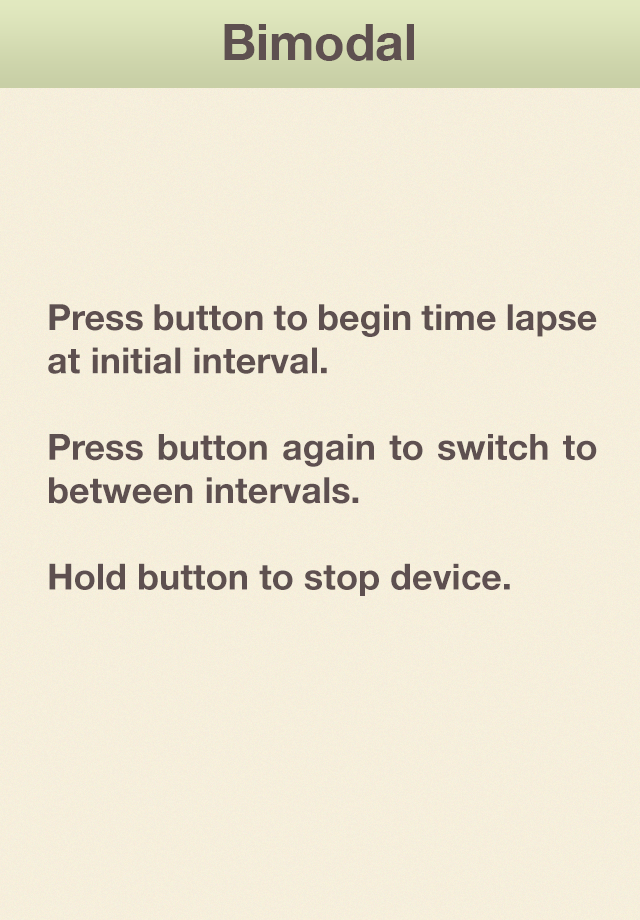 Bimodal
Press button to begin time lapse
at initial interval.
Press button again to switch to
between intervals.
Hold button to stop device.